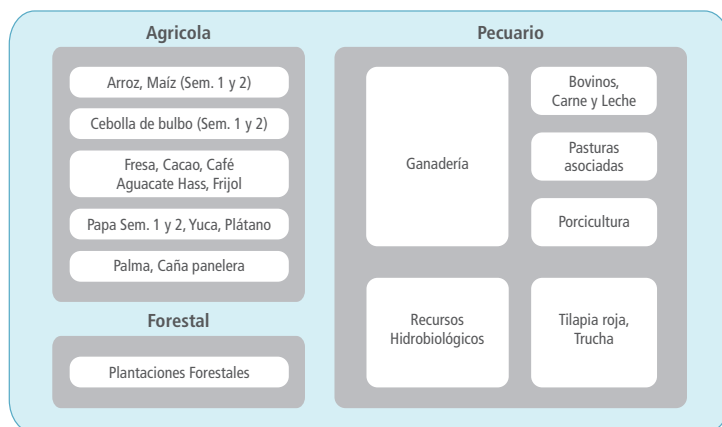 Agricola
Arroz, Maíz (Sem. 1 y 2)
Cebolla de bulbo (Sem. 1 y 2)
Fresa, Cacao, Café
Aguacate Hass, Frijol
Papa Sem. 1 y 2, Yuca, Plátano
Palma, Caña panelera
Forestal
Plantaciones Forestales
Pecuario
Ganadería
Bovinos,
Carne y Leche
Pasturas
asociadas
Porcicultura
Recursos
Hidrobiológicos
Tilapia roja,
Trucha